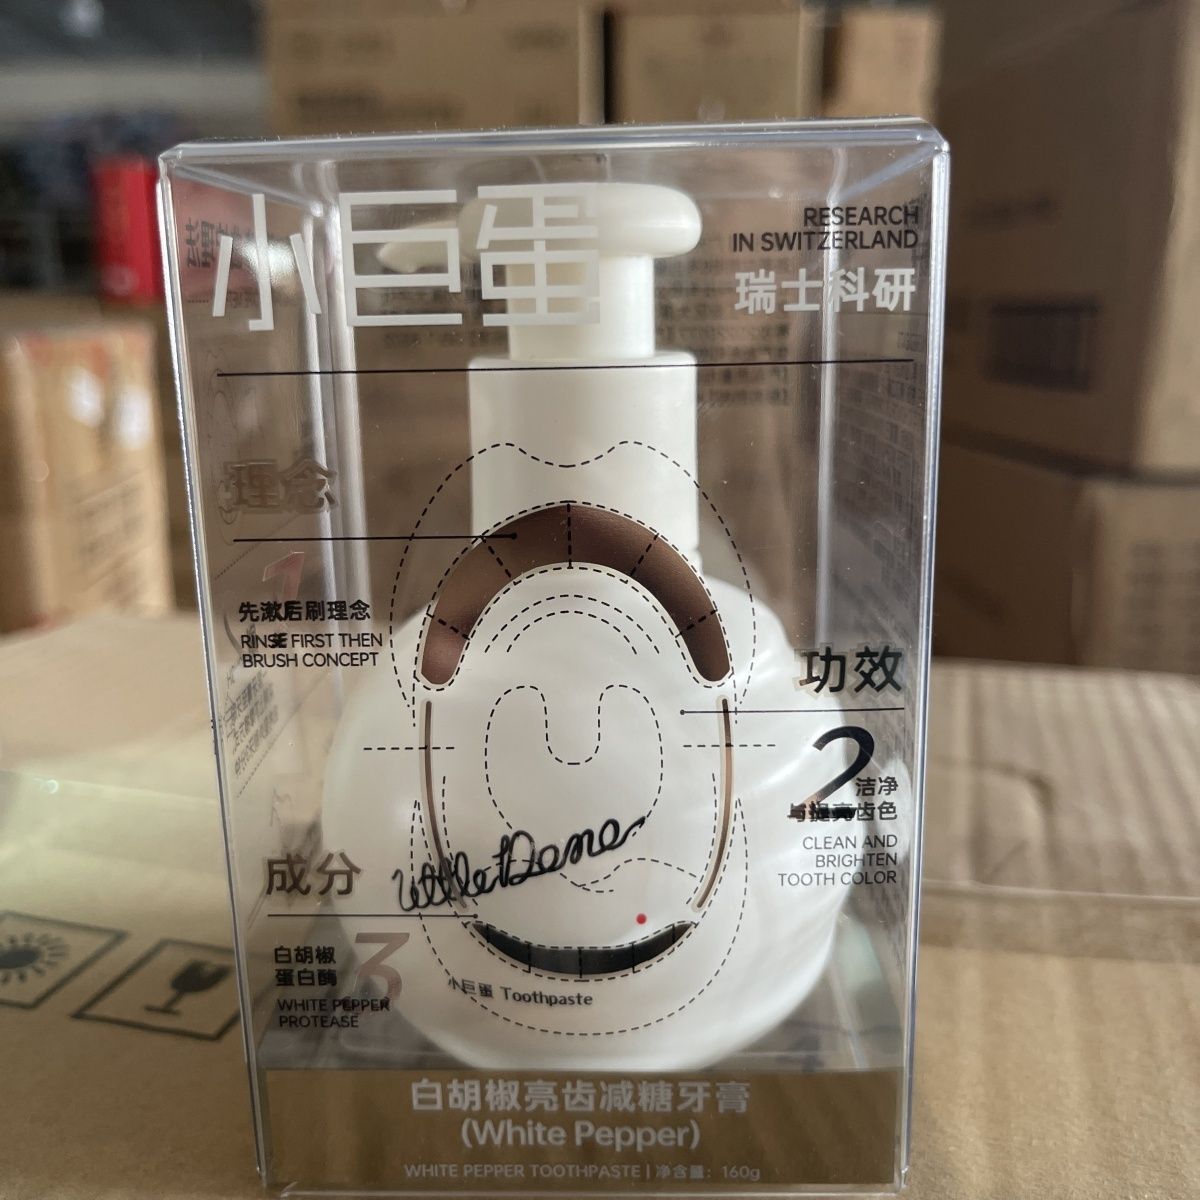 小巨蛋
RESEARCH
IN SWITZERLAND
瑞士科研
理念
1
先漱后刷理念
RINSE FIRST THEN
BRUSH CONCEPT
功效
2
洁净
与提亮齿色
CLEAN AND
BRIGHTEN
TOOTH COLOR
成分
3
白胡椒
蛋白酶
WHITE PEPPER
PROTEASE
LittleDome
小巨蛋 Toothpaste
白胡椒亮齿减糖牙膏
(White Pepper)
WHITE PEPPER TOOTHPASTE | 净含量：160g